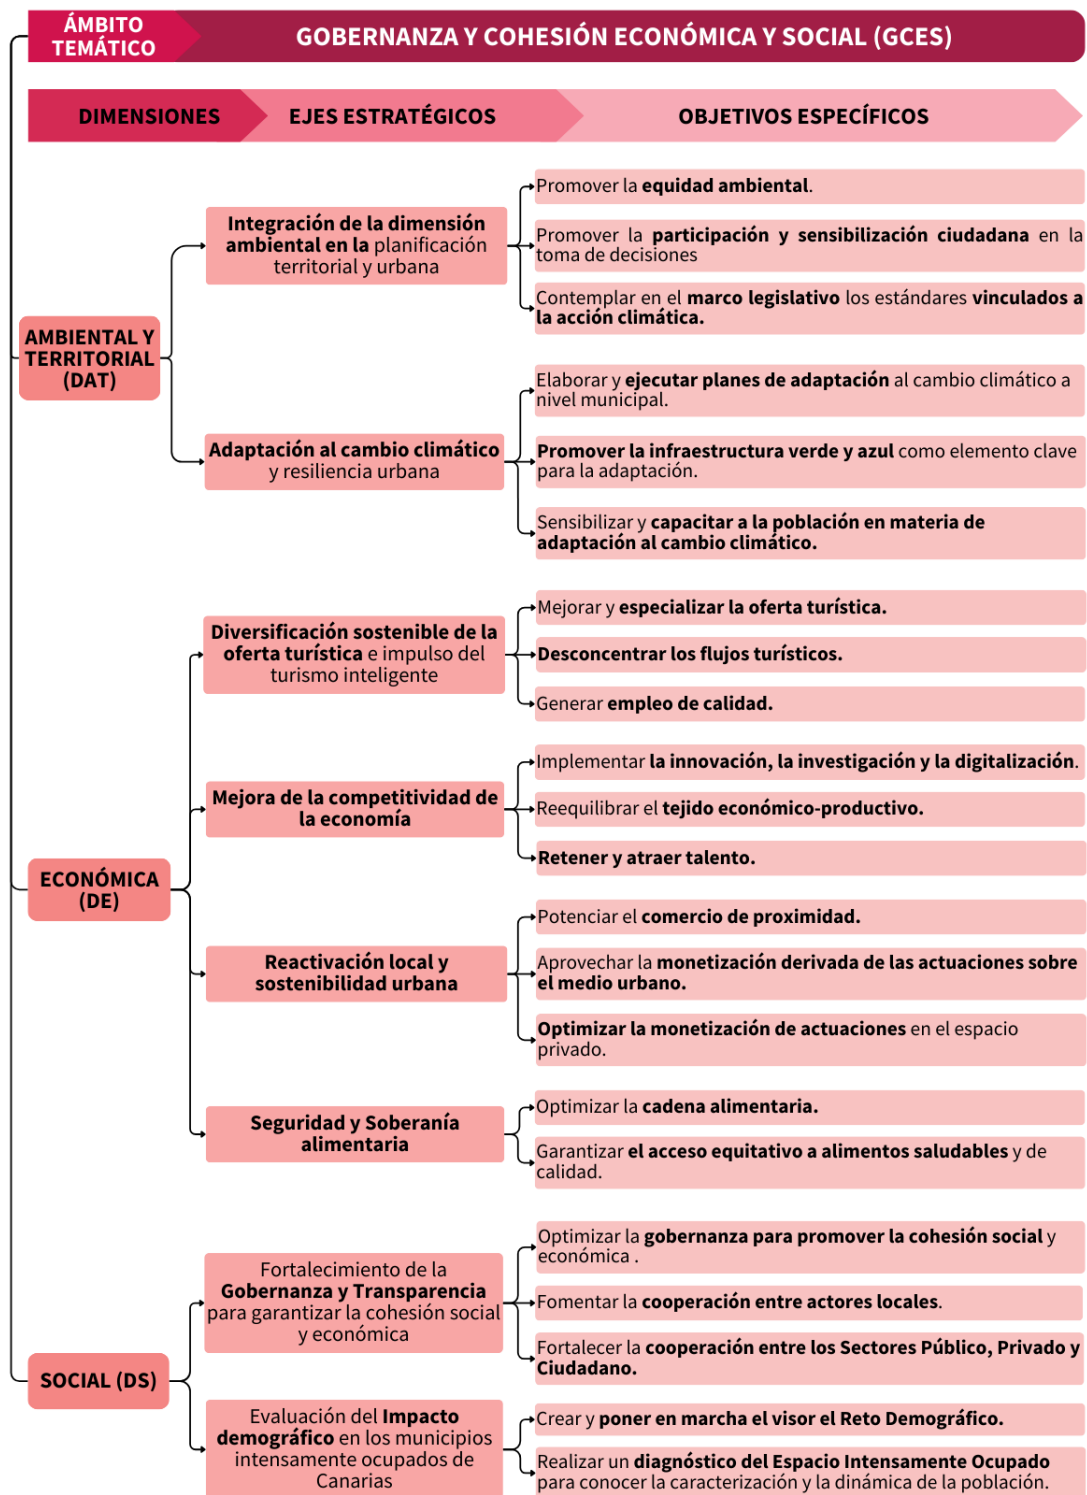 ÁMBITO
TEMÁTICO
GOBERNANZA Y COHESIÓN ECONÓMICA Y SOCIAL (GCES)
DIMENSIONES
EJES ESTRATÉGICOS
OBJETIVOS ESPECÍFICOS
AMBIENTAL Y
TERRITORIAL
(DAT)
Integración de la dimensión
ambiental en la planificación
territorial y urbana
Promover la equidad ambiental.
Promover la participación y sensibilización ciudadana en la
toma de decisiones
Contemplar en el marco legislativo los estándares vinculados a
la acción climática.
Adaptación al cambio climático
y resiliencia urbana
Elaborar y ejecutar planes de adaptación al cambio climático a
nivel municipal.
Promover la infraestructura verde y azul como elemento clave
para la adaptación.
Sensibilizar y capacitar a la población en materia de
adaptación al cambio climático.
ECONÓMICA
(DE)
Diversificación sostenible de la
oferta turística e impulso del
turismo inteligente
Mejorar y especializar la oferta turística.
Desconcentrar los flujos turísticos.
Generar empleo de calidad.
Mejora de la competitividad de
la economía
Implementar la innovación, la investigación y la digitalización.
Reequilibrar el tejido económico-productivo.
Retener y atraer talento.
Reactivación local y
sostenibilidad urbana
Potenciar el comercio de proximidad.
Aprovechar la monetización derivada de las actuaciones sobre
el medio urbano.
Optimizar la monetización de actuaciones en el espacio
privado.
Seguridad y Soberanía
alimentaria
Optimizar la cadena alimentaria.
Garantizar el acceso equitativo a alimentos saludables y de
calidad.
SOCIAL (DS)
Fortalecimiento de la
Gobernanza y Transparencia
para garantizar la cohesión social
y económica
Optimizar la gobernanza para promover la cohesión social y
económica .
Fomentar la cooperación entre actores locales.
Fortalecer la cooperación entre los Sectores Público, Privado y
Ciudadano.
Evaluación del Impacto
demográfico en los municipios
intensamente ocupados de
Canarias
Crear y poner en marcha el visor el Reto Demográfico.
Realizar un diagnóstico del Espacio Intensamente Ocupado
para conocer la caracterización y la dinámica de la población.